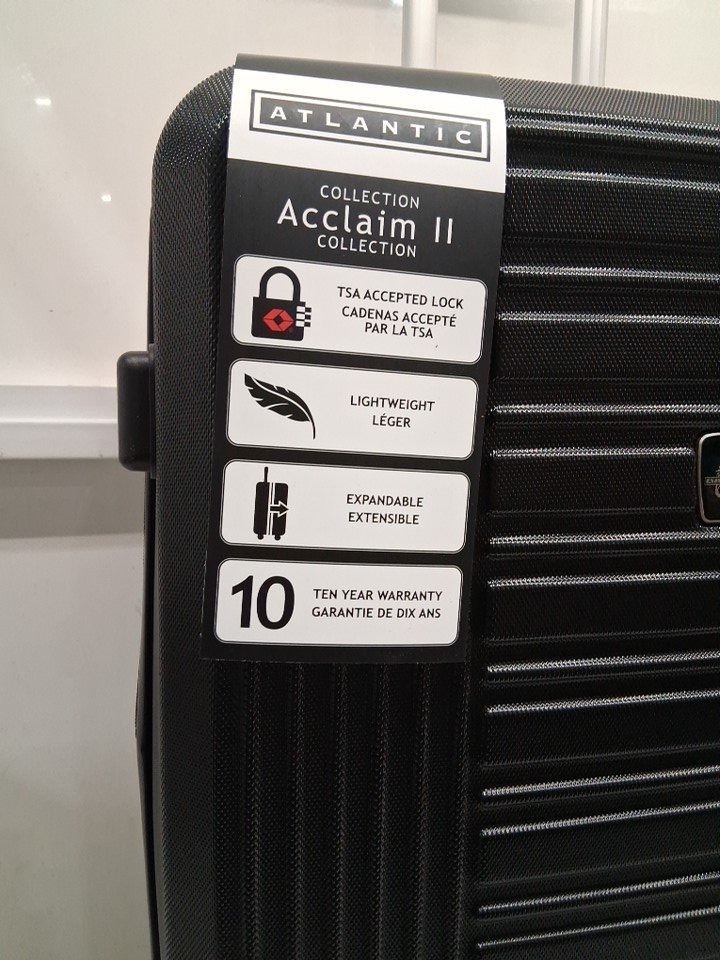 ATLANTIC
COLLECTION
Acclaim II
COLLECTION
TSA ACCEPTED LOCK
CADENAS ACCEPTÉ
PAR LA TSA
LIGHTWEIGHT
LÉGER
EXPANDABLE
EXTENSIBLE
10
TEN YEAR WARRANTY
GARANTIE DE DIX ANS